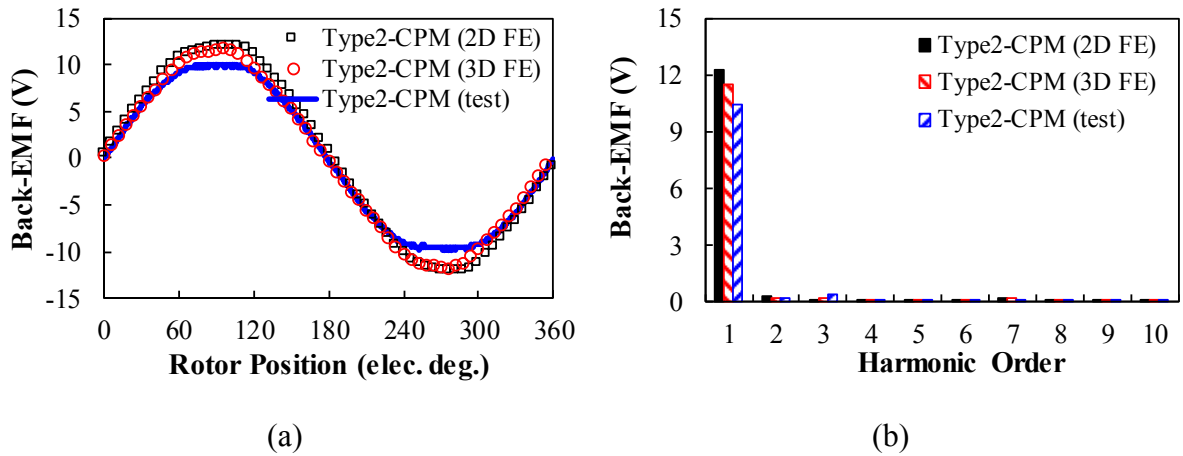 15
10
5
0
-5
-10
-15
Back-EMF (V)
Type2-CPM (2D FE)
Type2-CPM (3D FE)
Type2-CPM (test)
0 60 120 180 240 300 360
Rotor Position (elec. deg.)
(a)
15
12
9
6
3
0
Back-EMF (V)
Type2-CPM (2D FE)
Type2-CPM (3D FE)
Type2-CPM (test)
1 2 3 4 5 6 7 8 9 10
Harmonic Order
(b)